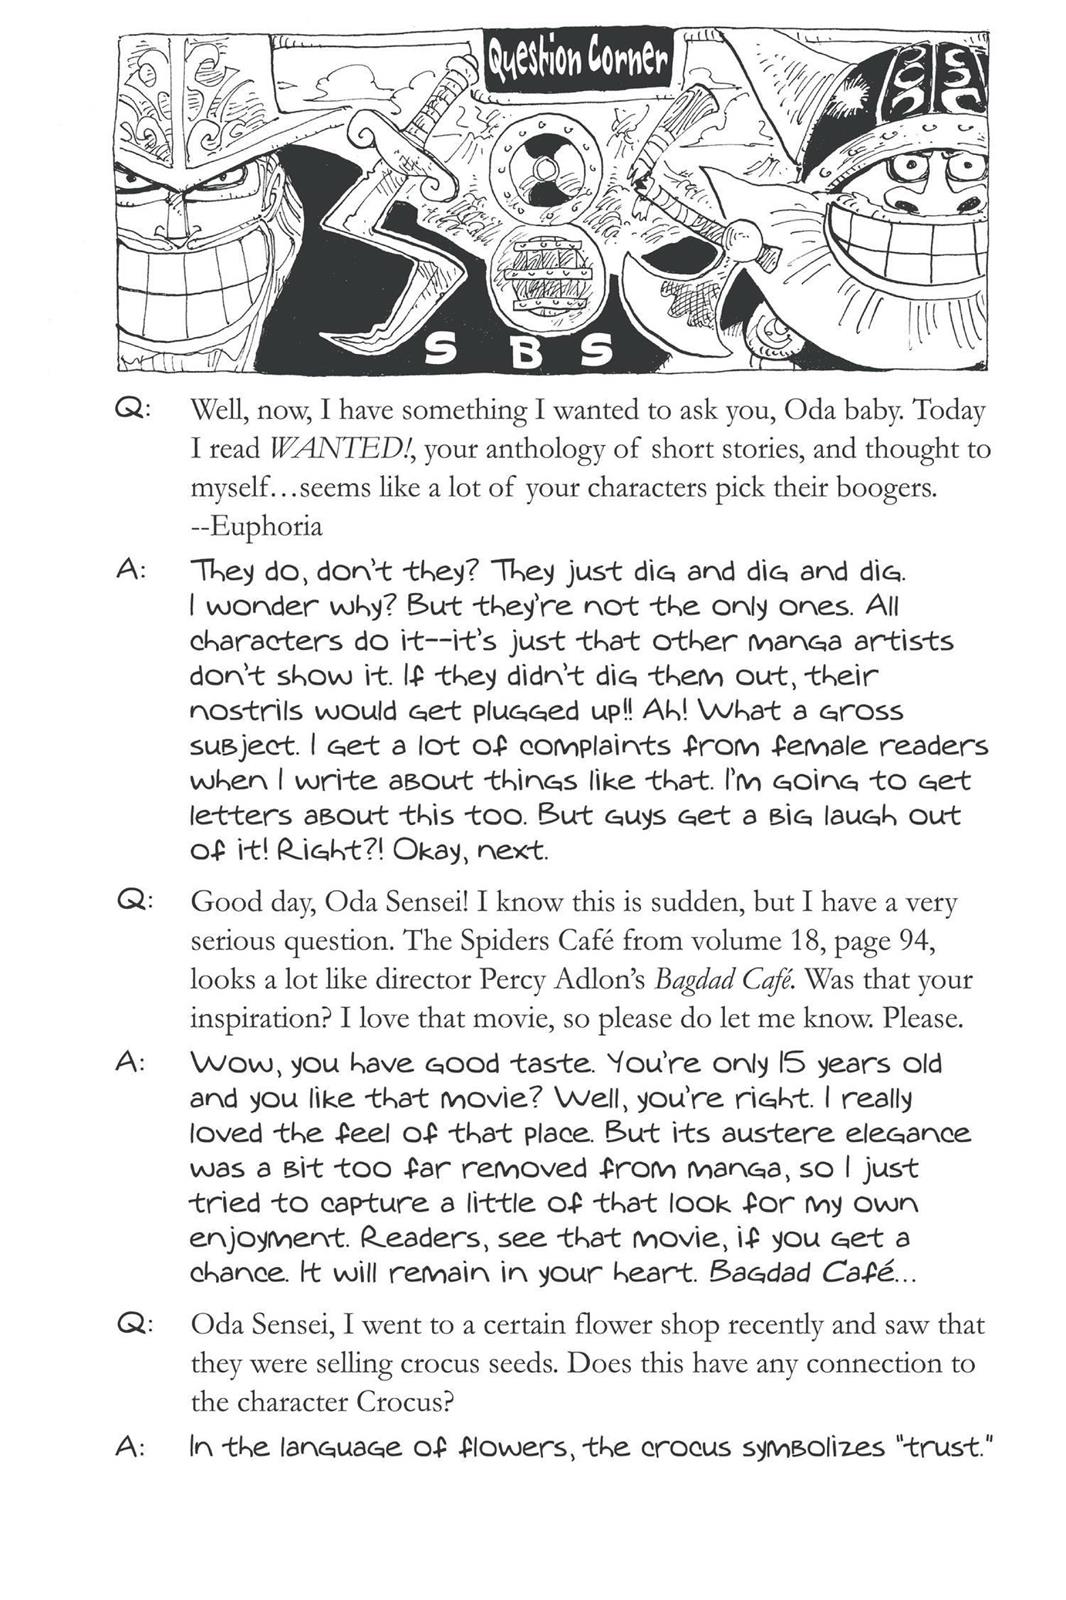 Question Corner
S B S
Q: Well, now, I have something I wanted to ask you, Oda baby. Today
I read WANTED!, your anthology of short stories, and thought to
myself…seems like a lot of your characters pick their boogers.
--Euphoria
A: They do, don't they? They just dig and dig and dig.
I wonder why? But they're not the only ones. All
characters do it--it's just that other manga artists
don't show it. If they didn't dig them out, their
nostrils would get plugged up!! Ah! What a gross
subject. I get a lot of complaints from female readers
when I write about things like that. I'm going to get
letters about this too. But guys get a big laugh out
of it! Right?! Okay, next.
Q: Good day, Oda Sensei! I know this is sudden, but I have a very
serious question. The Spiders Café from volume 18, page 94,
looks a lot like director Percy Adlon's Bagdad Café. Was that your
inspiration? I love that movie, so please do let me know. Please.
A: Wow, you have good taste. You're only 15 years old
and you like that movie? Well, you're right. I really
loved the feel of that place. But its austere elegance
was a bit too far removed from manga, so I just
tried to capture a little of that look for my own
enjoyment. Readers, see that movie, if you get a
chance. It will remain in your heart. Bagdad Café...
Q: Oda Sensei, I went to a certain flower shop recently and saw that
they were selling crocus seeds. Does this have any connection to
the character Crocus?
A: In the language of flowers, the crocus symbolizes "trust."